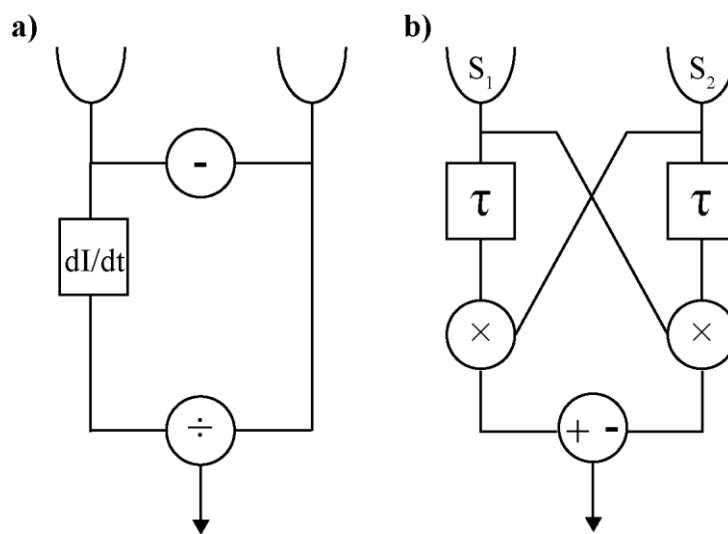 a)
b)
S₁
S₂
-
τ
τ
dI/dt
×
×
÷
+ -